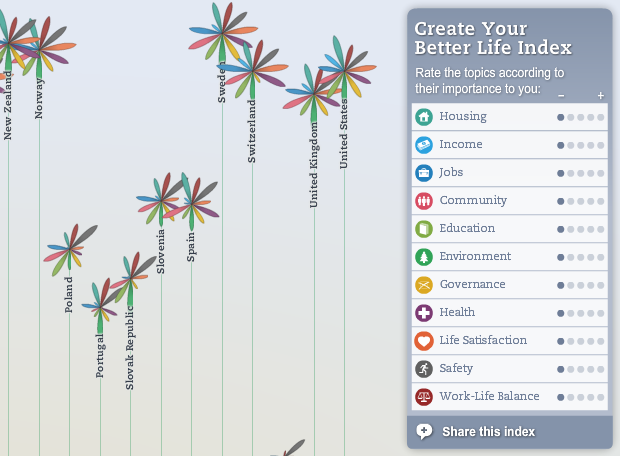 New Zealand
Norway
Poland
Portugal
Slovak Republic
Slovenia
Spain
Sweden
Switzerland
United Kingdom
United States
Create Your
Better Life Index
Rate the topics according to
their importance to you:
– +
Housing
Income
Jobs
Community
Education
Environment
Governance
Health
Life Satisfaction
Safety
Work-Life Balance
Share this index